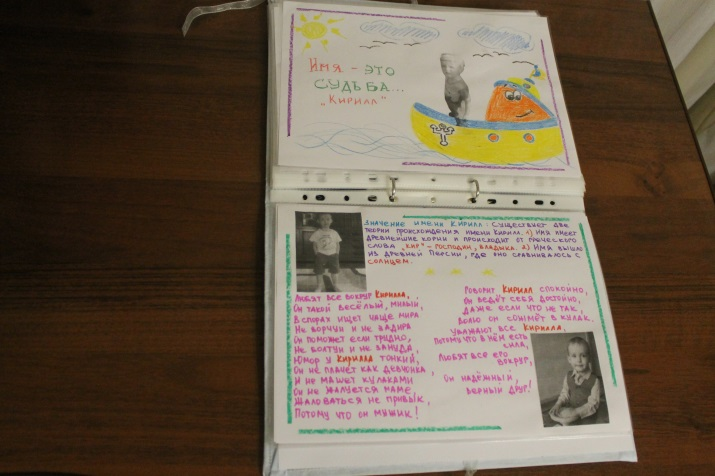 Имя - это
судьба...
„Кирилл"
Значение имени Кирилл: существует две
теории происхождения имени Кирилл. 1) Имя имеет
древнейшие корни и происходит от греческого
слова „кир" - господин, владыка. 2) Имя вышло
из древней Персии, где оно сравнивалось с
солнцем.
Любят все вокруг Кирилла,
Он такой весёлый, милый,
В спорах ищет чаще мира
Не ворчун и не задира
Он поможет если трудно,
Не болтун и не зануда,
Юмор у Кирилла тонкий,
Он не плачет как девчонка,
И не машет кулаками
Он не жалуется маме,
Жаловаться не привык,
Потому что он мужик!
Говорит Кирилл спокойно,
Он ведёт себя достойно,
Даже если что не так,
Волю он сожмёт в кулак.
Уважают все Кирилла,
Потому что в нём есть
сила,
Любят все его
вокруг,
Он надёжный,
верный друг!